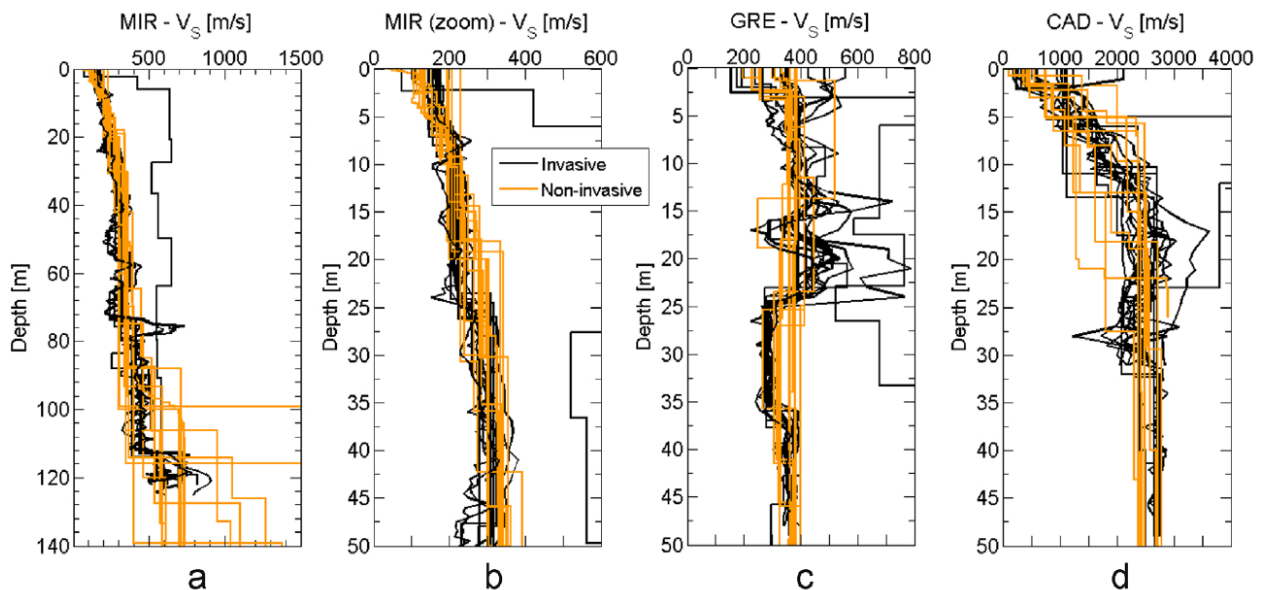 MIR - VS [m/s]
500 1000 1500
0
20
40
60
80
100
120
140
Depth [m]
a
MIR (zoom) - VS [m/s]
0 200 400 600
0
5
10
15
20
25
30
35
40
45
50
Depth [m]
Invasive
Non-invasive
b
GRE - VS [m/s]
0 200 400 600 800
0
5
10
15
20
25
30
35
40
45
50
Depth [m]
c
CAD - VS [m/s]
0 1000 2000 3000 4000
0
5
10
15
20
25
30
35
40
45
50
Depth [m]
d